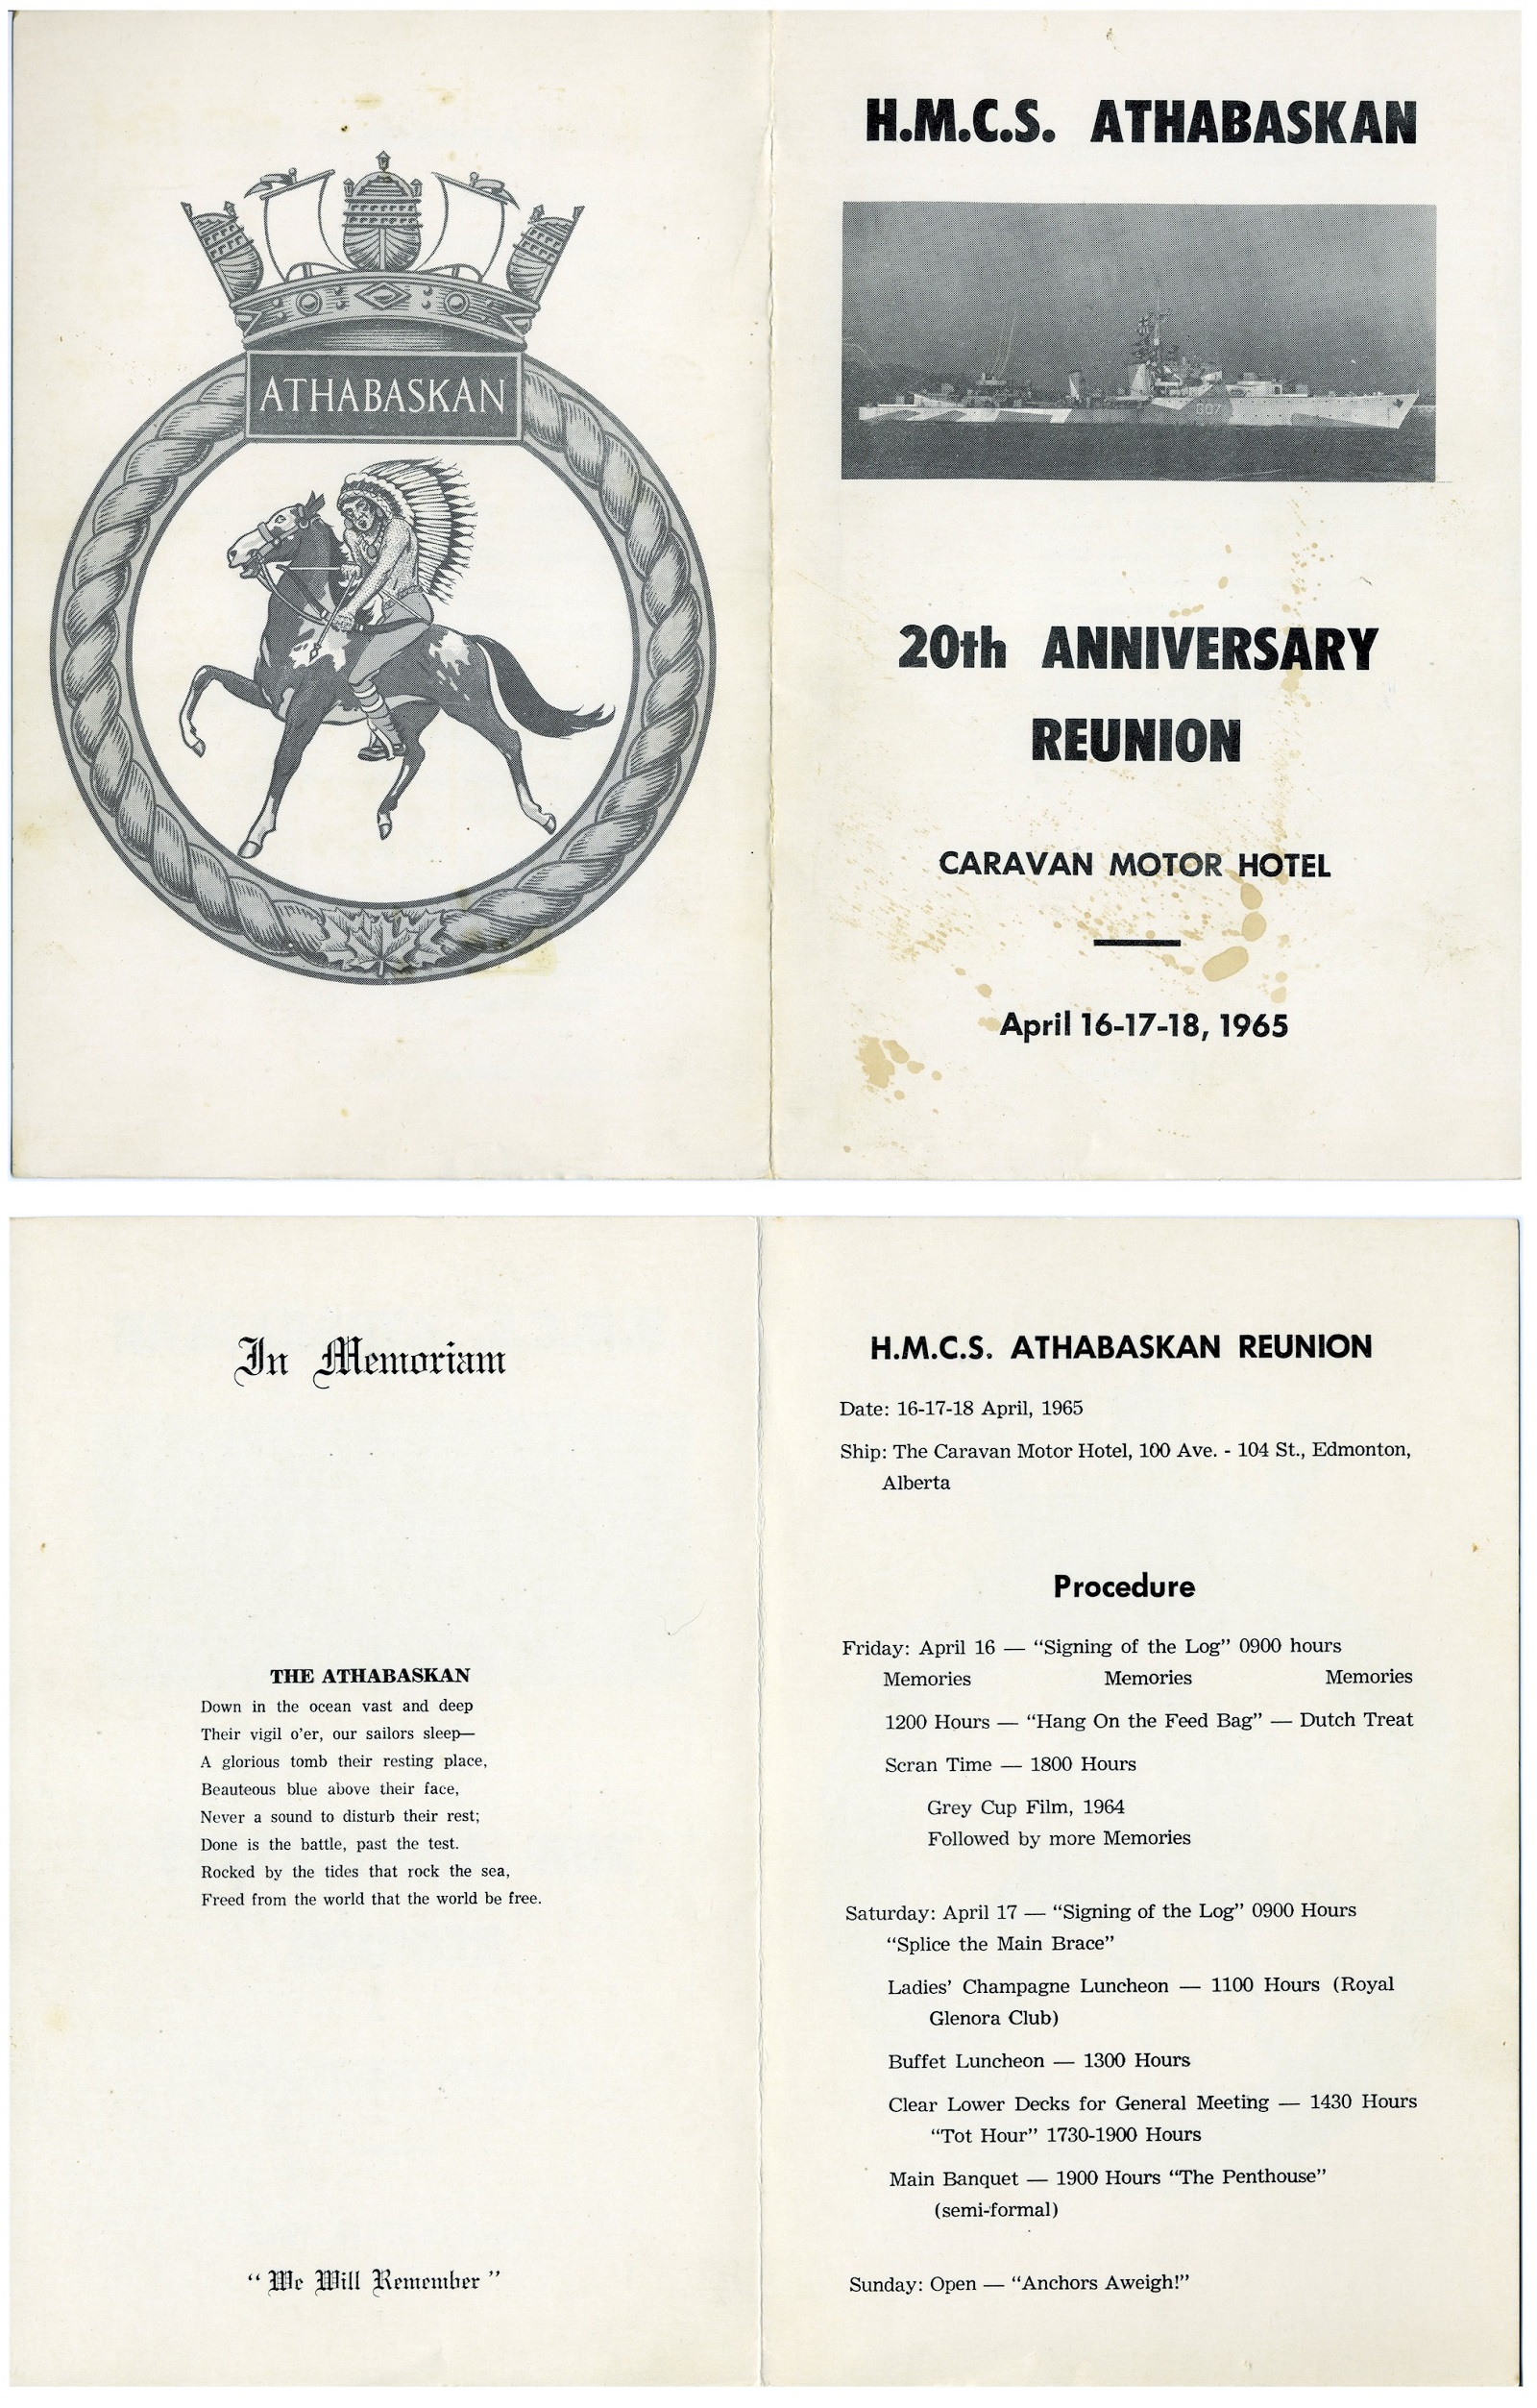 ATHABASKAN
H.M.C.S. ATHABASKAN
G07
20th ANNIVERSARY
REUNION
CARAVAN MOTOR HOTEL
April 16-17-18, 1965
In Memoriam
THE ATHABASKAN
Down in the ocean vast and deep
Their vigil o'er, our sailors sleep—
A glorious tomb their resting place,
Beauteous blue above their face,
Never a sound to disturb their rest;
Done is the battle, past the test.
Rocked by the tides that rock the sea,
Freed from the world that the world be free.
“We Will Remember”
H.M.C.S. ATHABASKAN REUNION
Date: 16-17-18 April, 1965
Ship: The Caravan Motor Hotel, 100 Ave. - 104 St., Edmonton,
Alberta
Procedure
Friday: April 16 — “Signing of the Log” 0900 hours
Memories Memories Memories
1200 Hours — “Hang On the Feed Bag” — Dutch Treat
Scran Time — 1800 Hours
Grey Cup Film, 1964
Followed by more Memories
Saturday: April 17 — “Signing of the Log” 0900 Hours
“Splice the Main Brace”
Ladies’ Champagne Luncheon — 1100 Hours (Royal
Glenora Club)
Buffet Luncheon — 1300 Hours
Clear Lower Decks for General Meeting — 1430 Hours
“Tot Hour” 1730-1900 Hours
Main Banquet — 1900 Hours “The Penthouse”
(semi-formal)
Sunday: Open — “Anchors Aweigh!”